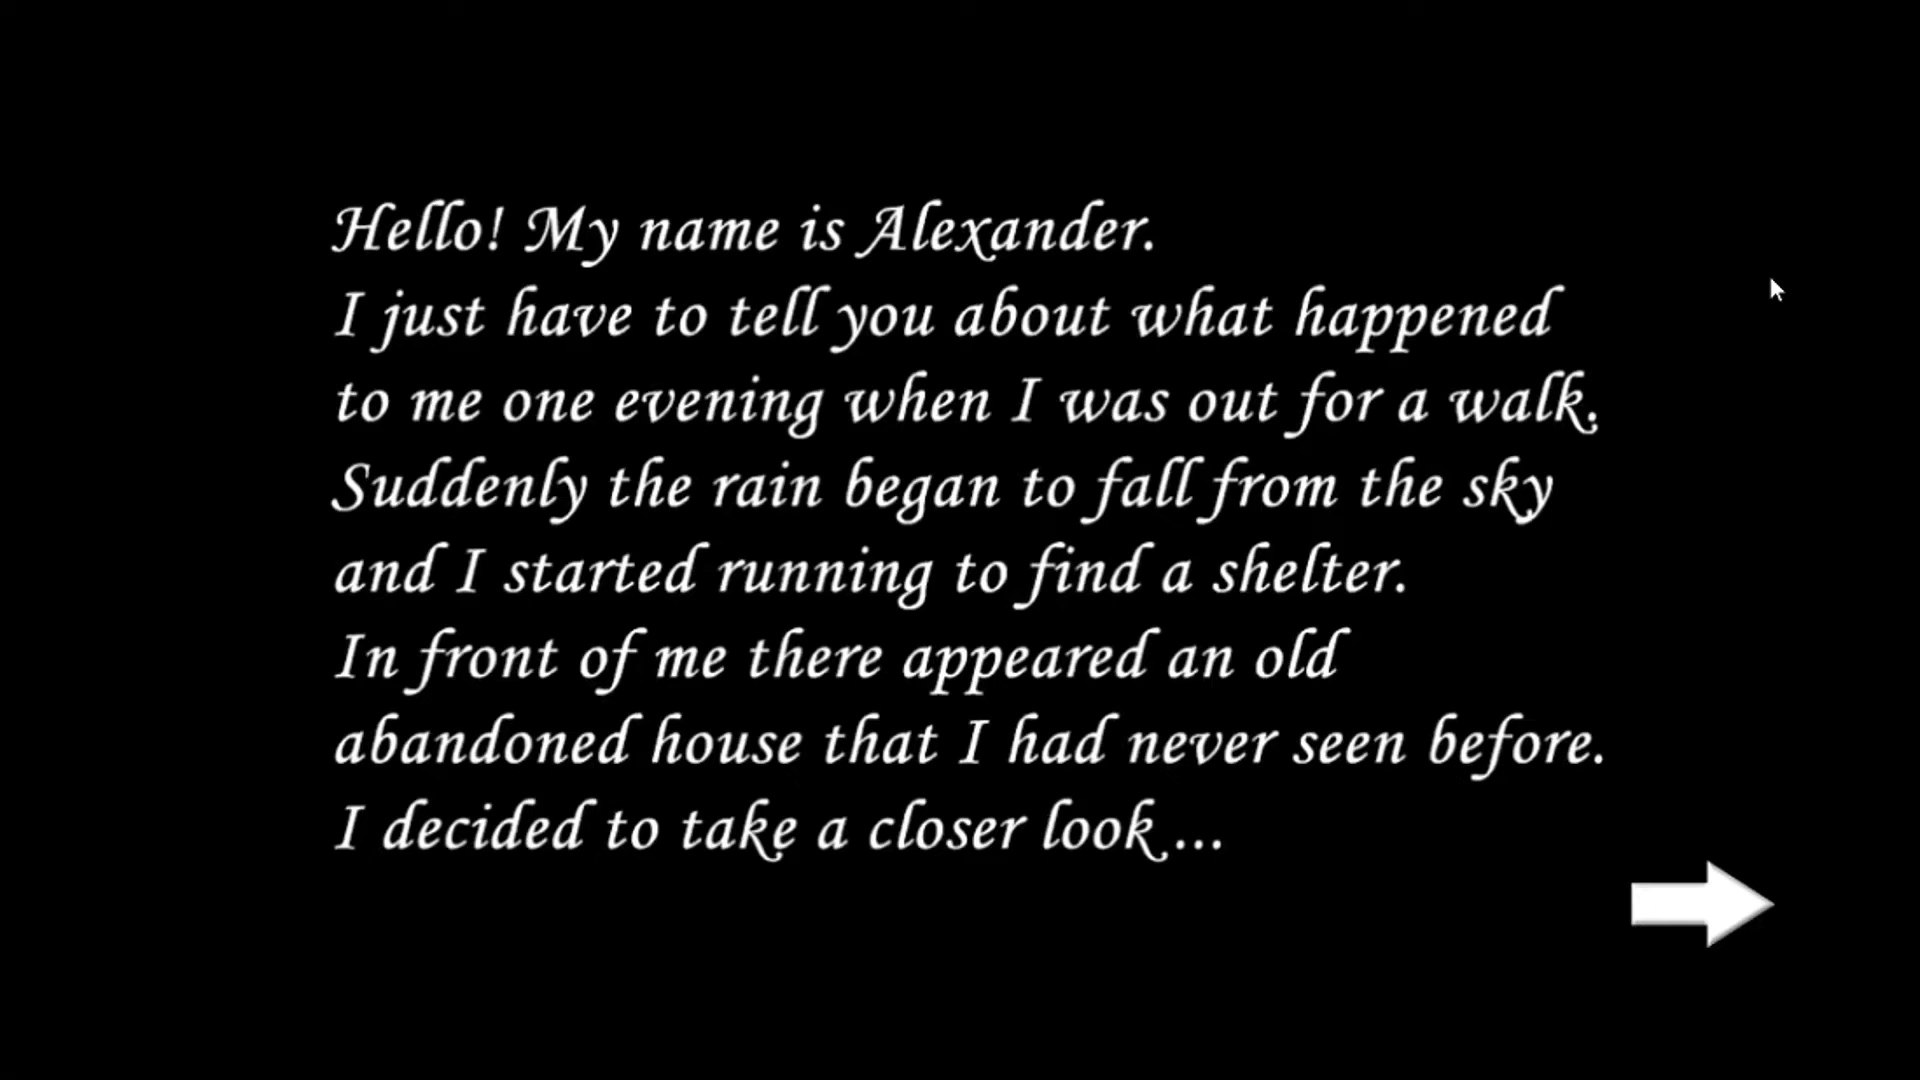 Hello! My name is Alexander.
I just have to tell you about what happened
to me one evening when I was out for a walk.
Suddenly the rain began to fall from the sky
and I started running to find a shelter.
In front of me there appeared an old
abandoned house that I had never seen before.
I decided to take a closer look...